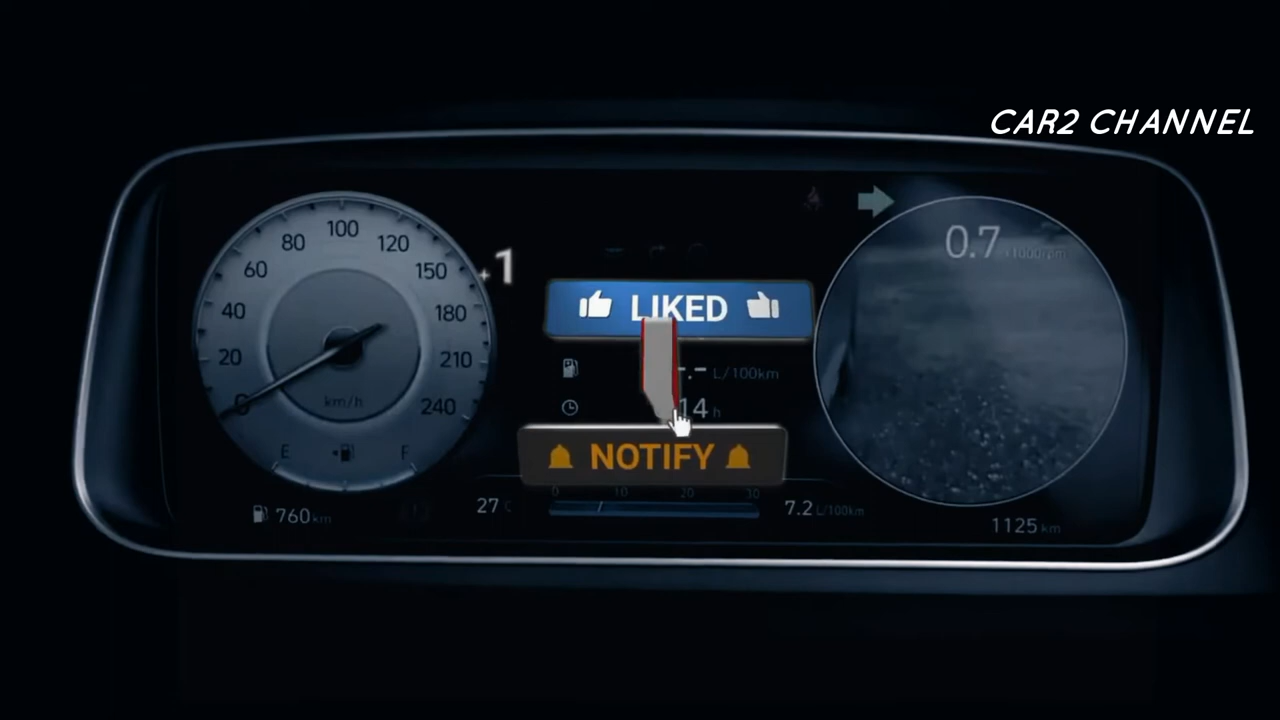 CAR2 CHANNEL
0.7 x1000rpm
100
80
120
60
150
+1
LIKED
40
180
20
210
L/100km
km/h
0
240
14 h
E
F
NOTIFY
0 10 20 30
760 km
27 °C
7.2 L/100km
1125 km